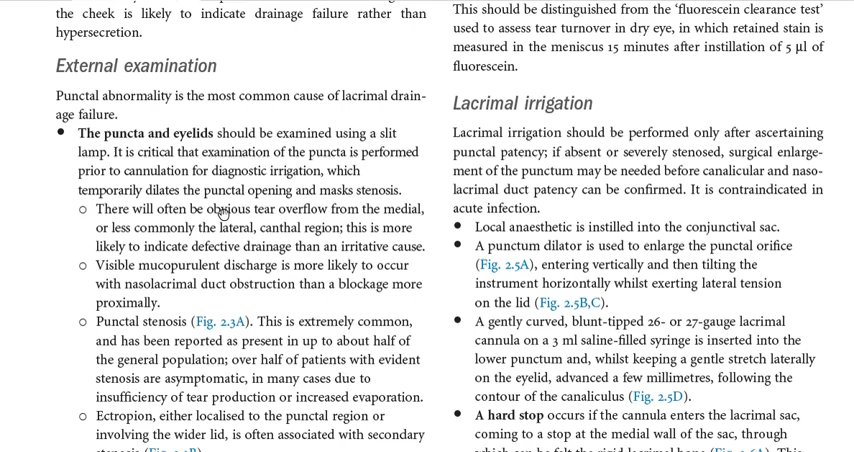 the cheek is likely to indicate drainage failure rather than
hypersecretion.
External examination
Punctal abnormality is the most common cause of lacrimal drain-
age failure.
• The puncta and eyelids should be examined using a slit
lamp. It is critical that examination of the puncta is performed
prior to cannulation for diagnostic irrigation, which
temporarily dilates the punctal opening and masks stenosis.
○ There will often be obvious tear overflow from the medial,
or less commonly the lateral, canthal region; this is more
likely to indicate defective drainage than an irritative cause.
○ Visible mucopurulent discharge is more likely to occur
with nasolacrimal duct obstruction than a blockage more
proximally.
○ Punctal stenosis (Fig. 2.3A). This is extremely common,
and has been reported as present in up to about half of
the general population; over half of patients with evident
stenosis are asymptomatic, in many cases due to
insufficiency of tear production or increased evaporation.
○ Ectropion, either localised to the punctal region or
involving the wider lid, is often associated with secondary
This should be distinguished from the ‘fluorescein clearance test’
used to assess tear turnover in dry eye, in which retained stain is
measured in the meniscus 15 minutes after instillation of 5 µl of
fluorescein.
Lacrimal irrigation
Lacrimal irrigation should be performed only after ascertaining
punctal patency; if absent or severely stenosed, surgical enlarge-
ment of the punctum may be needed before canalicular and naso-
lacrimal duct patency can be confirmed. It is contraindicated in
acute infection.
• Local anaesthetic is instilled into the conjunctival sac.
• A punctum dilator is used to enlarge the punctal orifice
(Fig. 2.5A), entering vertically and then tilting the
instrument horizontally whilst exerting lateral tension
on the lid (Fig. 2.5B,C).
• A gently curved, blunt-tipped 26- or 27-gauge lacrimal
cannula on a 3 ml saline-filled syringe is inserted into the
lower punctum and, whilst keeping a gentle stretch laterally
on the eyelid, advanced a few millimetres, following the
contour of the canaliculus (Fig. 2.5D).
• A hard stop occurs if the cannula enters the lacrimal sac,
coming to a stop at the medial wall of the sac, through